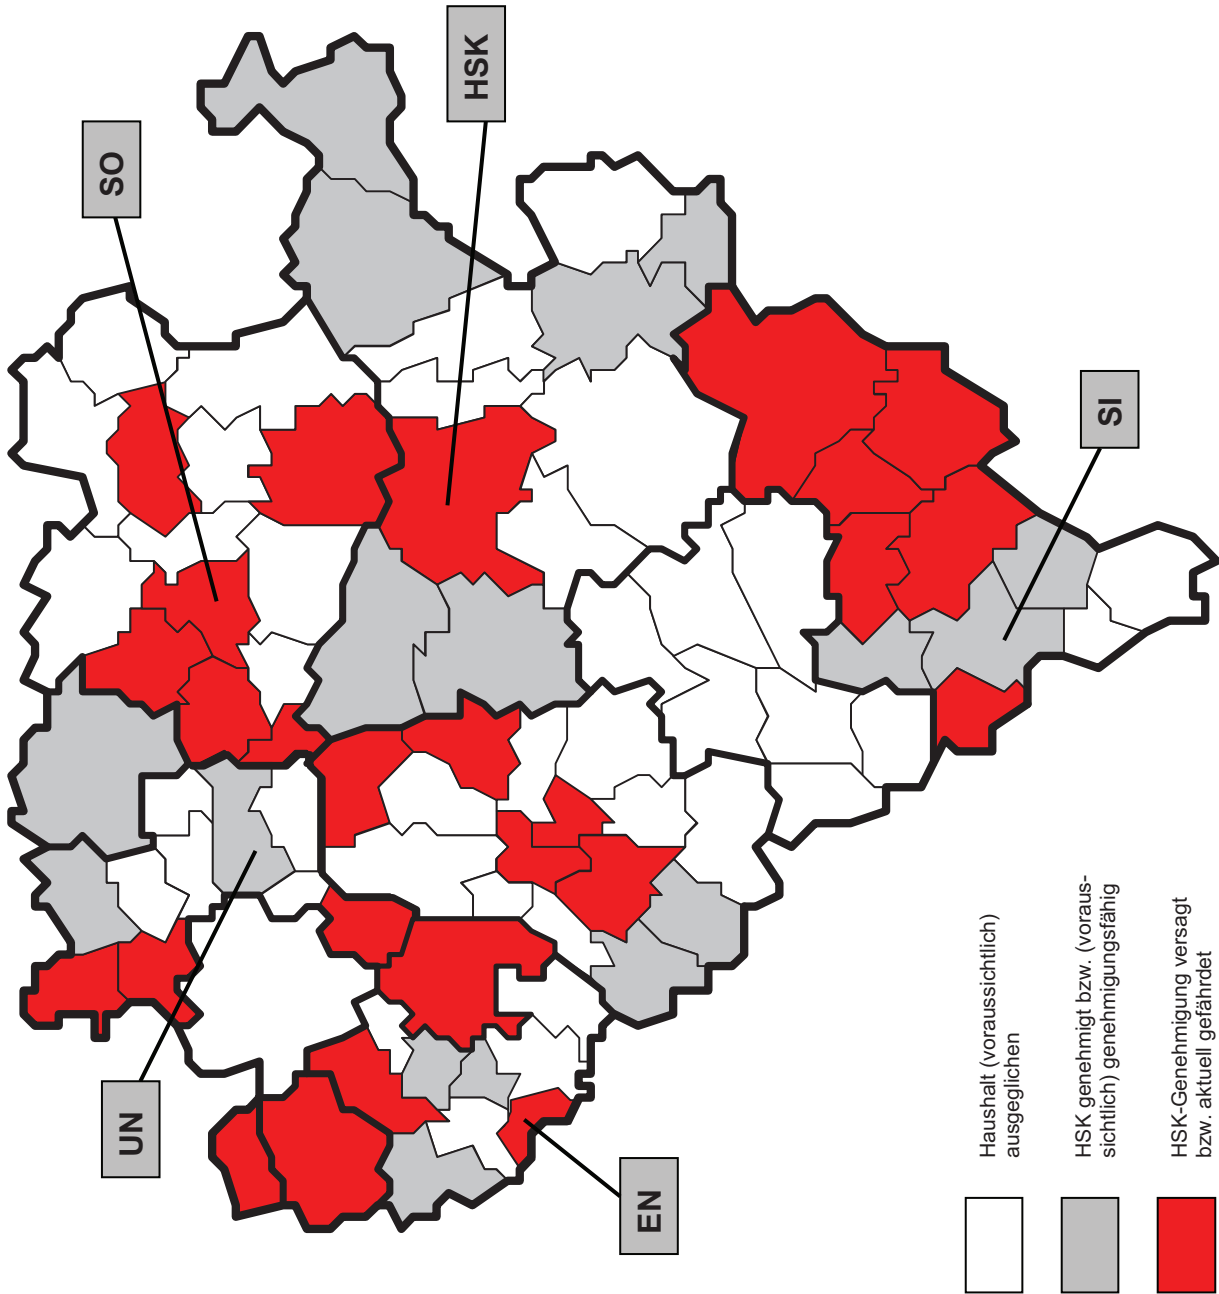 HSK
SO
SI
UN
EN
Haushalt (voraussichtlich)
ausgeglichen
HSK genehmigt bzw. (voraus-
sichtlich) genehmigungsfähig
HSK-Genehmigung versagt
bzw. aktuell gefährdet